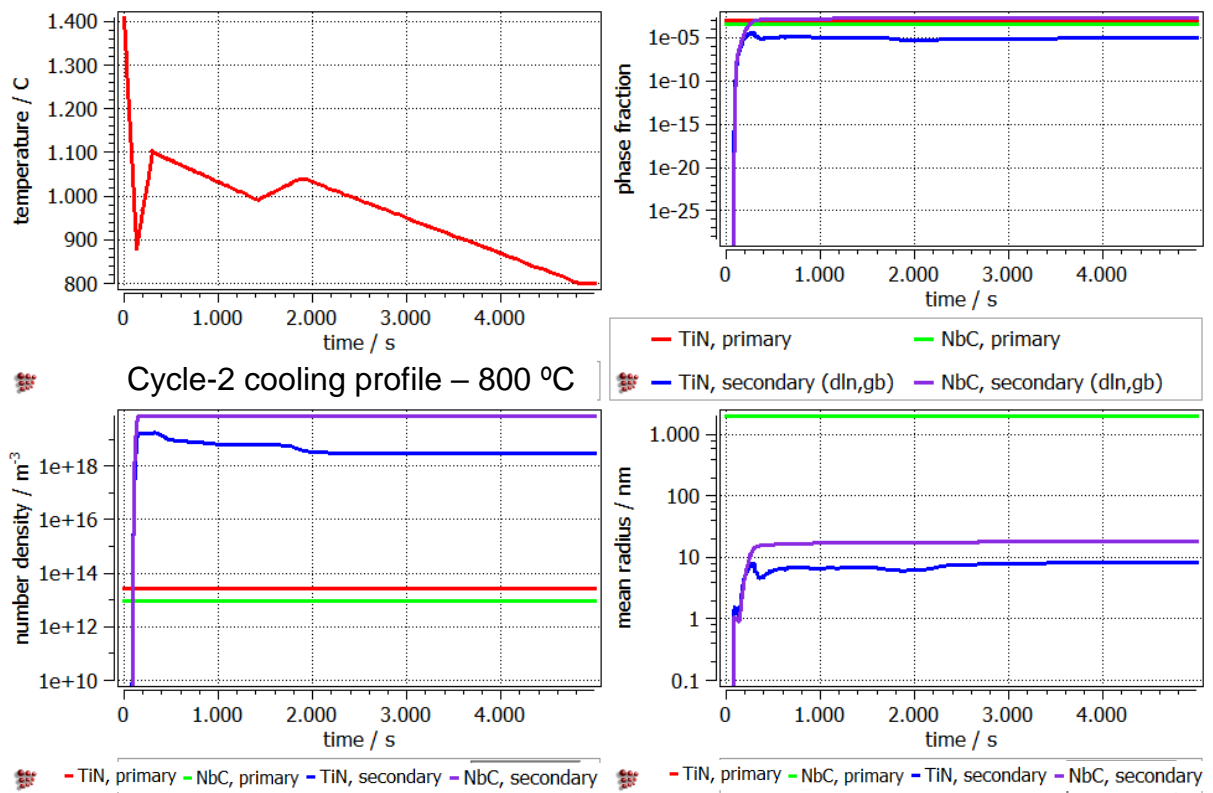 temperature / C
1.400
1.300
1.200
1.100
1.000
900
800
0 1.000 2.000 3.000 4.000
time / s
phase fraction
1e-05
1e-10
1e-15
1e-20
1e-25
0 1.000 2.000 3.000 4.000
time / s
TiN, primary NbC, primary
TiN, secondary (dln,gb) NbC, secondary (dln,gb)
Cycle-2 cooling profile – 800 ºC
number density / m-3
1e+18
1e+16
1e+14
1e+12
1e+10
0 1.000 2.000 3.000 4.000
time / s
TiN, primary NbC, primary TiN, secondary NbC, secondary
mean radius / nm
1.000
100
10
1
0.1
0 1.000 2.000 3.000 4.000
time / s
TiN, primary NbC, primary TiN, secondary NbC, secondary